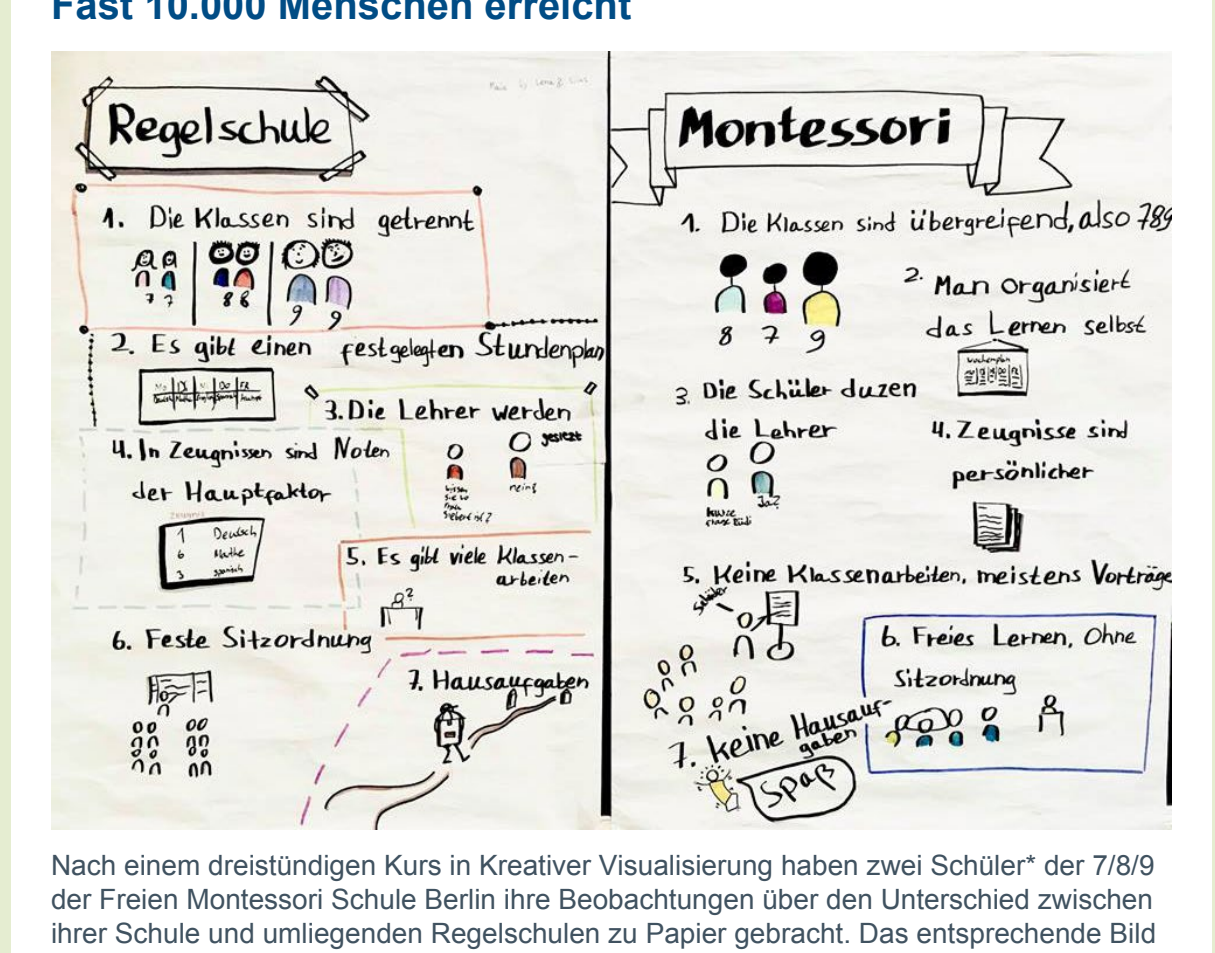 Fast 10.000 Menschen erreicht
Regelschule
1. Die Klassen sind getrennt
7 7
8 8
9 9
2. Es gibt einen festgelegten Stundenplan
3. Die Lehrer werden
gesiezt
nein?
4. In Zeugnissen sind Noten
der Hauptfaktor
Zeugnis
1 Deutsch
6 Mathe
3 Spanisch
5. Es gibt viele Klassen-
arbeiten
?
6. Feste Sitzordnung
7. Hausaufgaben
Montessori
1. Die Klassen sind übergreifend, also 789
8 7 9
2. Man organisiert
das Lernen selbst
Wochenplan
3. Die Schüler duzen
die Lehrer
Ja?
4. Zeugnisse sind
persönlicher
5. Keine Klassenarbeiten, meistens Vorträge
Schüler
6. Freies Lernen, Ohne
Sitzordnung
7. keine Hausauf-
gaben
Spaß
Nach einem dreistündigen Kurs in Kreativer Visualisierung haben zwei Schüler* der 7/8/9
der Freien Montessori Schule Berlin ihre Beobachtungen über den Unterschied zwischen
ihrer Schule und umliegenden Regelschulen zu Papier gebracht. Das entsprechende Bild